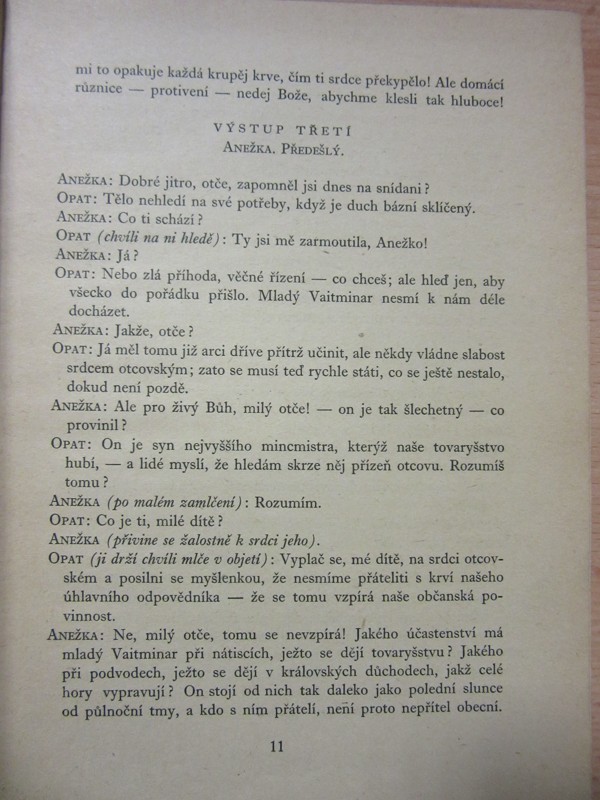 mi to opakuje každá krupěj krve, čím ti srdce překypělo! Ale domácí
různice — protivení — nedej Bože, abychme klesli tak hluboce!
VÝSTUP TŘETÍ
Anežka. Předešlý.
Anežka: Dobré jitro, otče, zapomněl jsi dnes na snídani?
Opat: Tělo nehledí na své potřeby, když je duch bázní sklíčený.
Anežka: Co ti schází?
Opat (chvíli na ni hledě): Ty jsi mě zarmoutila, Anežko!
Anežka: Já?
Opat: Nebo zlá příhoda, věčné řízení — co chceš; ale hleď jen, aby
všecko do pořádku přišlo. Mladý Vaitminar nesmí k nám déle
docházet.
Anežka: Jakže, otče?
Opat: Já měl tomu již arci dříve přítrž učinit, ale někdy vládne slabost
srdcem otcovským; zato se musí teď rychle státi, co se ještě nestalo,
dokud není pozdě.
Anežka: Ale pro živý Bůh, milý otče! — on je tak šlechetný — co
provinil?
Opat: On je syn nejvyššího mincmistra, kterýž naše tovaryšstvo
hubí, — a lidé myslí, že hledám skrze něj přízeň otcovu. Rozumíš
tomu?
Anežka (po malém zamlčení): Rozumím.
Opat: Co je ti, milé dítě?
Anežka (přivine se žalostně k srdci jeho).
Opat (ji drží chvíli mlče v objetí): Vyplač se, mé dítě, na srdci otcov-
ském a posilni se myšlenkou, že nesmíme přáteliti s krví našeho
úhlavního odpovědníka — že se tomu vzpírá naše občanská po-
vinnost.
Anežka: Ne, milý otče, tomu se nevzpírá! Jakého účastenství má
mladý Vaitminar při nátiscích, ježto se dějí tovaryšstvu? Jakého
při podvodech, ježto se dějí v královských důchodech, jakž celé
hory vypravují? On stojí od nich tak daleko jako polední slunce
od půlnoční tmy, a kdo s ním přátelí, není proto nepřítel obecní.
11